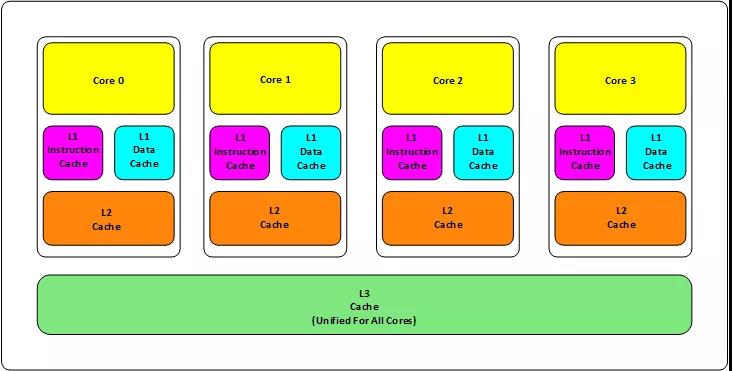 Core 0
L1
Instruction
Cache
L1
Data
Cache
L2
Cache
Core 1
L1
Instruction
Cache
L1
Data
Cache
L2
Cache
Core 2
L1
Instruction
Cache
L1
Data
Cache
L2
Cache
Core 3
L1
Instruction
Cache
L1
Data
Cache
L2
Cache
L3
Cache
(Unified For All Cores)